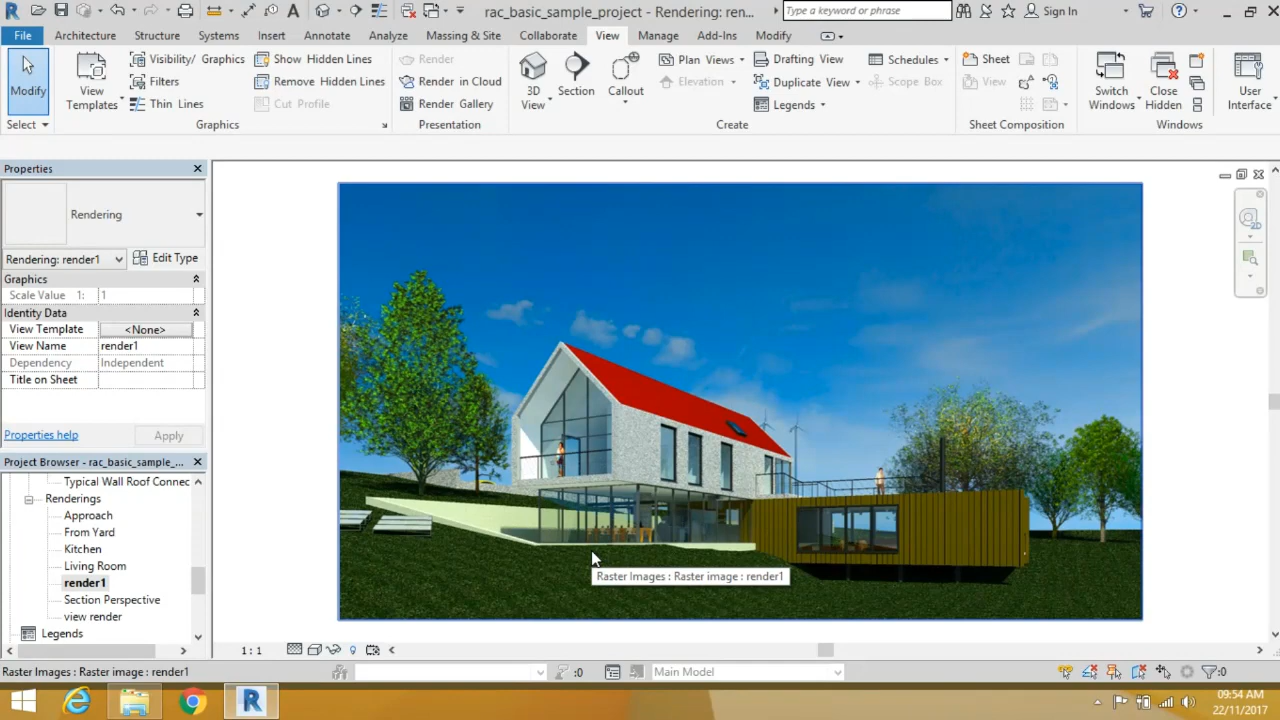 rac_basic_sample_project - Rendering: ren...
Type a keyword or phrase
Sign In
File Architecture Structure Systems Insert Annotate Analyze Massing & Site Collaborate View Manage Add-Ins Modify
Modify
Select
View Templates
Visibility/ Graphics
Filters
Thin Lines
Show Hidden Lines
Remove Hidden Lines
Cut Profile
Graphics
Render
Render in Cloud
Render Gallery
Presentation
3D View
Section
Callout
Plan Views
Elevation
Drafting View
Duplicate View
Legends
Schedules
Scope Box
Create
Sheet
View
Sheet Composition
Switch Windows
Close Hidden
User Interface
Windows
Properties
Rendering
Rendering: render1
Edit Type
Graphics
Scale Value 1: 1
Identity Data
View Template <None>
View Name render1
Dependency Independent
Title on Sheet
Properties help
Apply
Project Browser - rac_basic_sample_...
Typical Wall Roof Connec
Renderings
Approach
From Yard
Kitchen
Living Room
render1
Section Perspective
view render
Legends
2D
Raster Images : Raster image : render1
1 : 1
Raster Images : Raster image : render1
:0
Main Model
:0
09:54 AM
22/11/2017